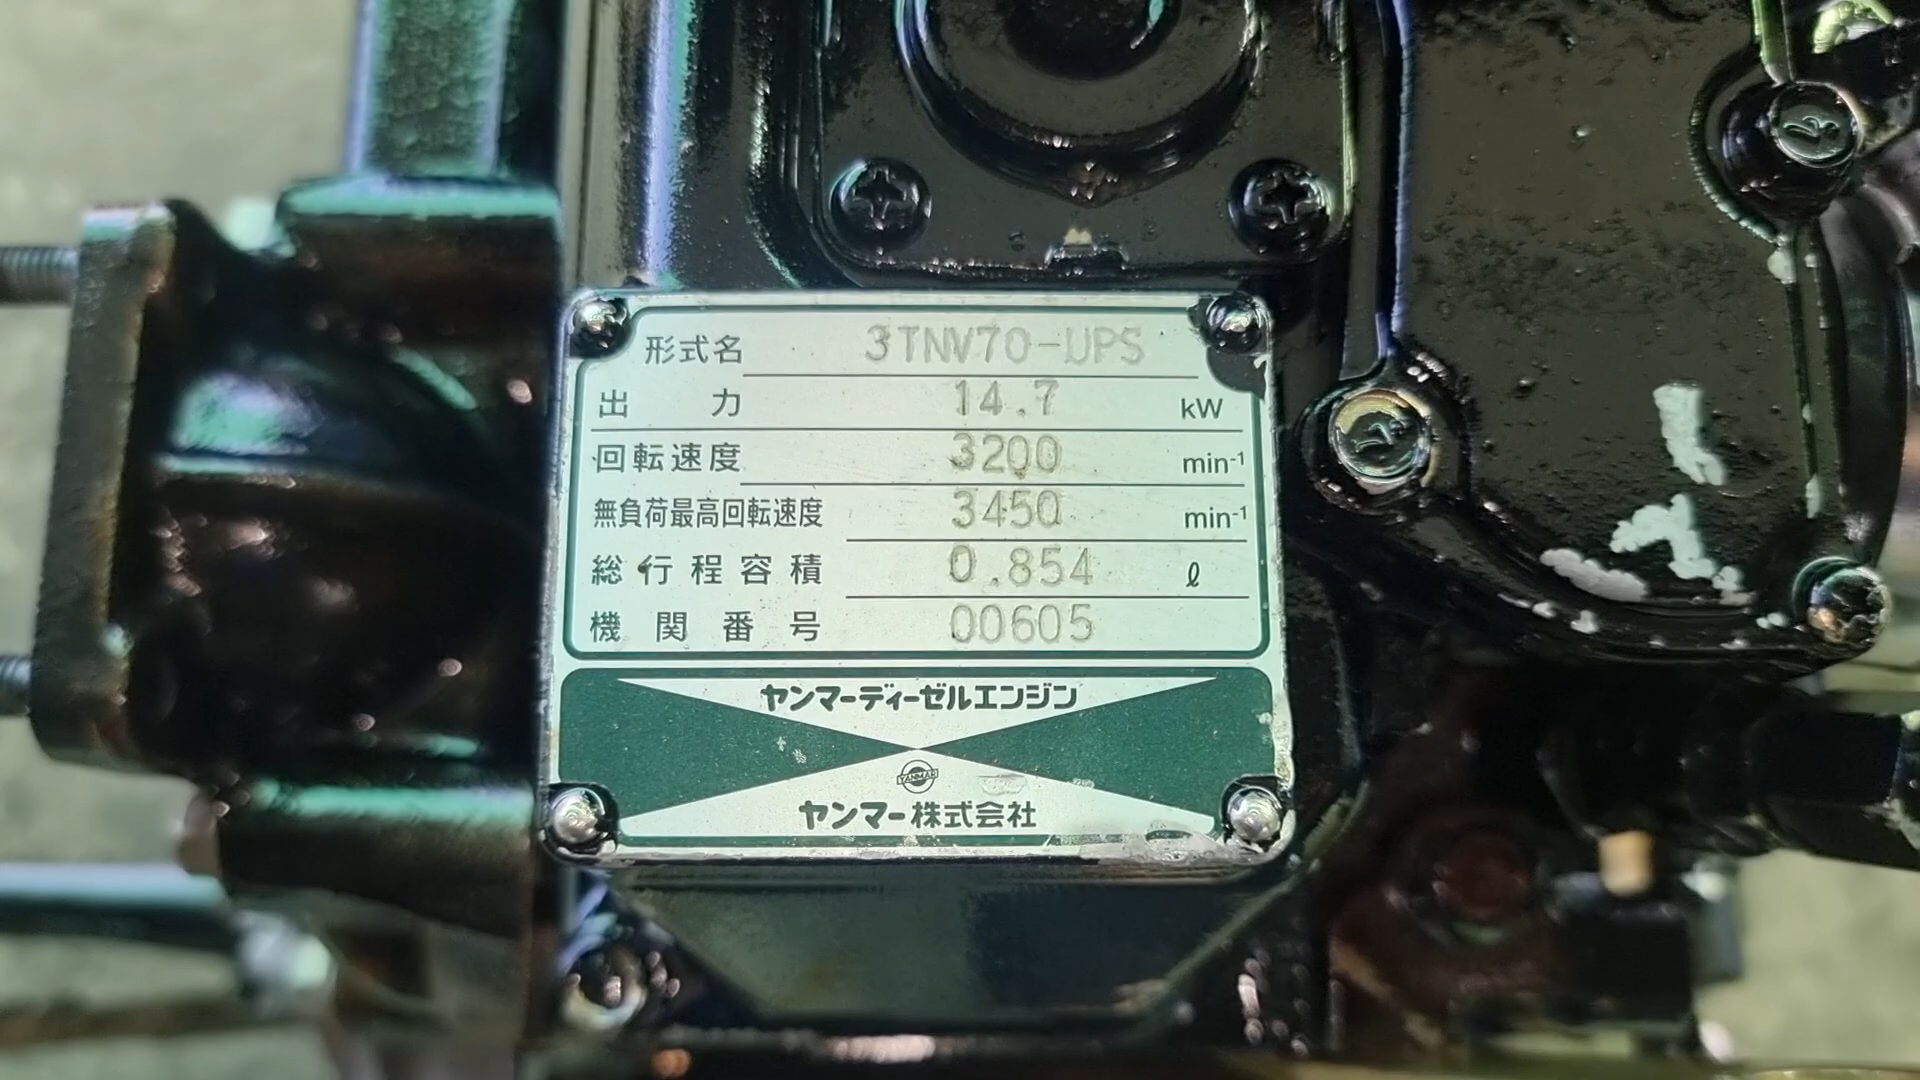 形式名 3TNV70-UPS
出力 14.7 kW
回転速度 3200 min-1
無負荷最高回転速度 3450 min-1
総行程容積 0.854 ℓ
機関番号 00605
ヤンマーディーゼルエンジン
YANMAR
ヤンマー株式会社